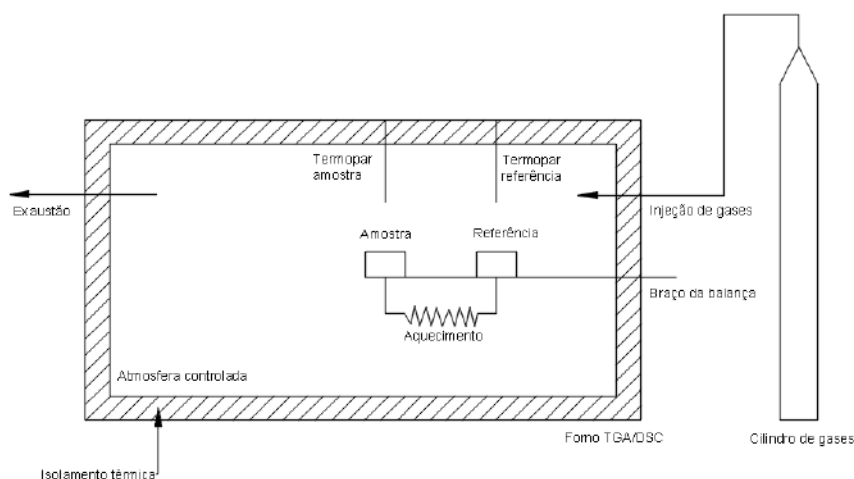 Termopar
amostra
Termopar
referência
Exaustão
Injeção de gases
Amostra
Referência
Braço da balança
Aquecimento
Atmosfera controlada
Forno TGA/DSC
Cilindro de gases
Isolamento térmica